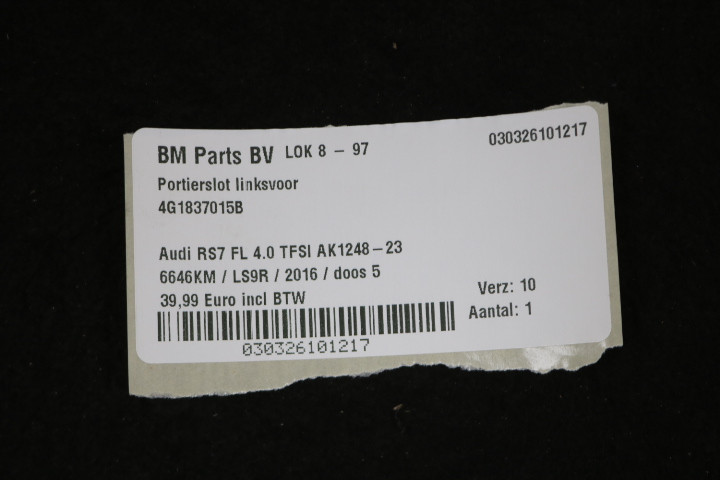 BM Parts BV LOK 8 - 97 030326101217
Portierslot linksvoor
4G1837015B
Audi RS7 FL 4.0 TFSI AK1248-23
6646KM / LS9R / 2016 / doos 5
39,99 Euro incl BTW
Verz: 10
Aantal: 1
030326101217